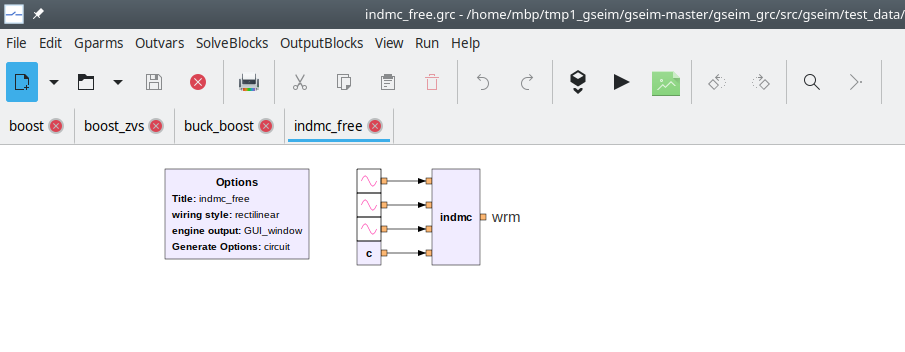 indmc_free.grc - /home/mbp/tmp1_gseim/gseim-master/gseim_grc/src/gseim/test_data/
File Edit Gparms Outvars SolveBlocks OutputBlocks View Run Help
boost boost_zvs buck_boost indmc_free
Options
Title: indmc_free
wiring style: rectilinear
engine output: GUI_window
Generate Options: circuit
indmc
wrm
c